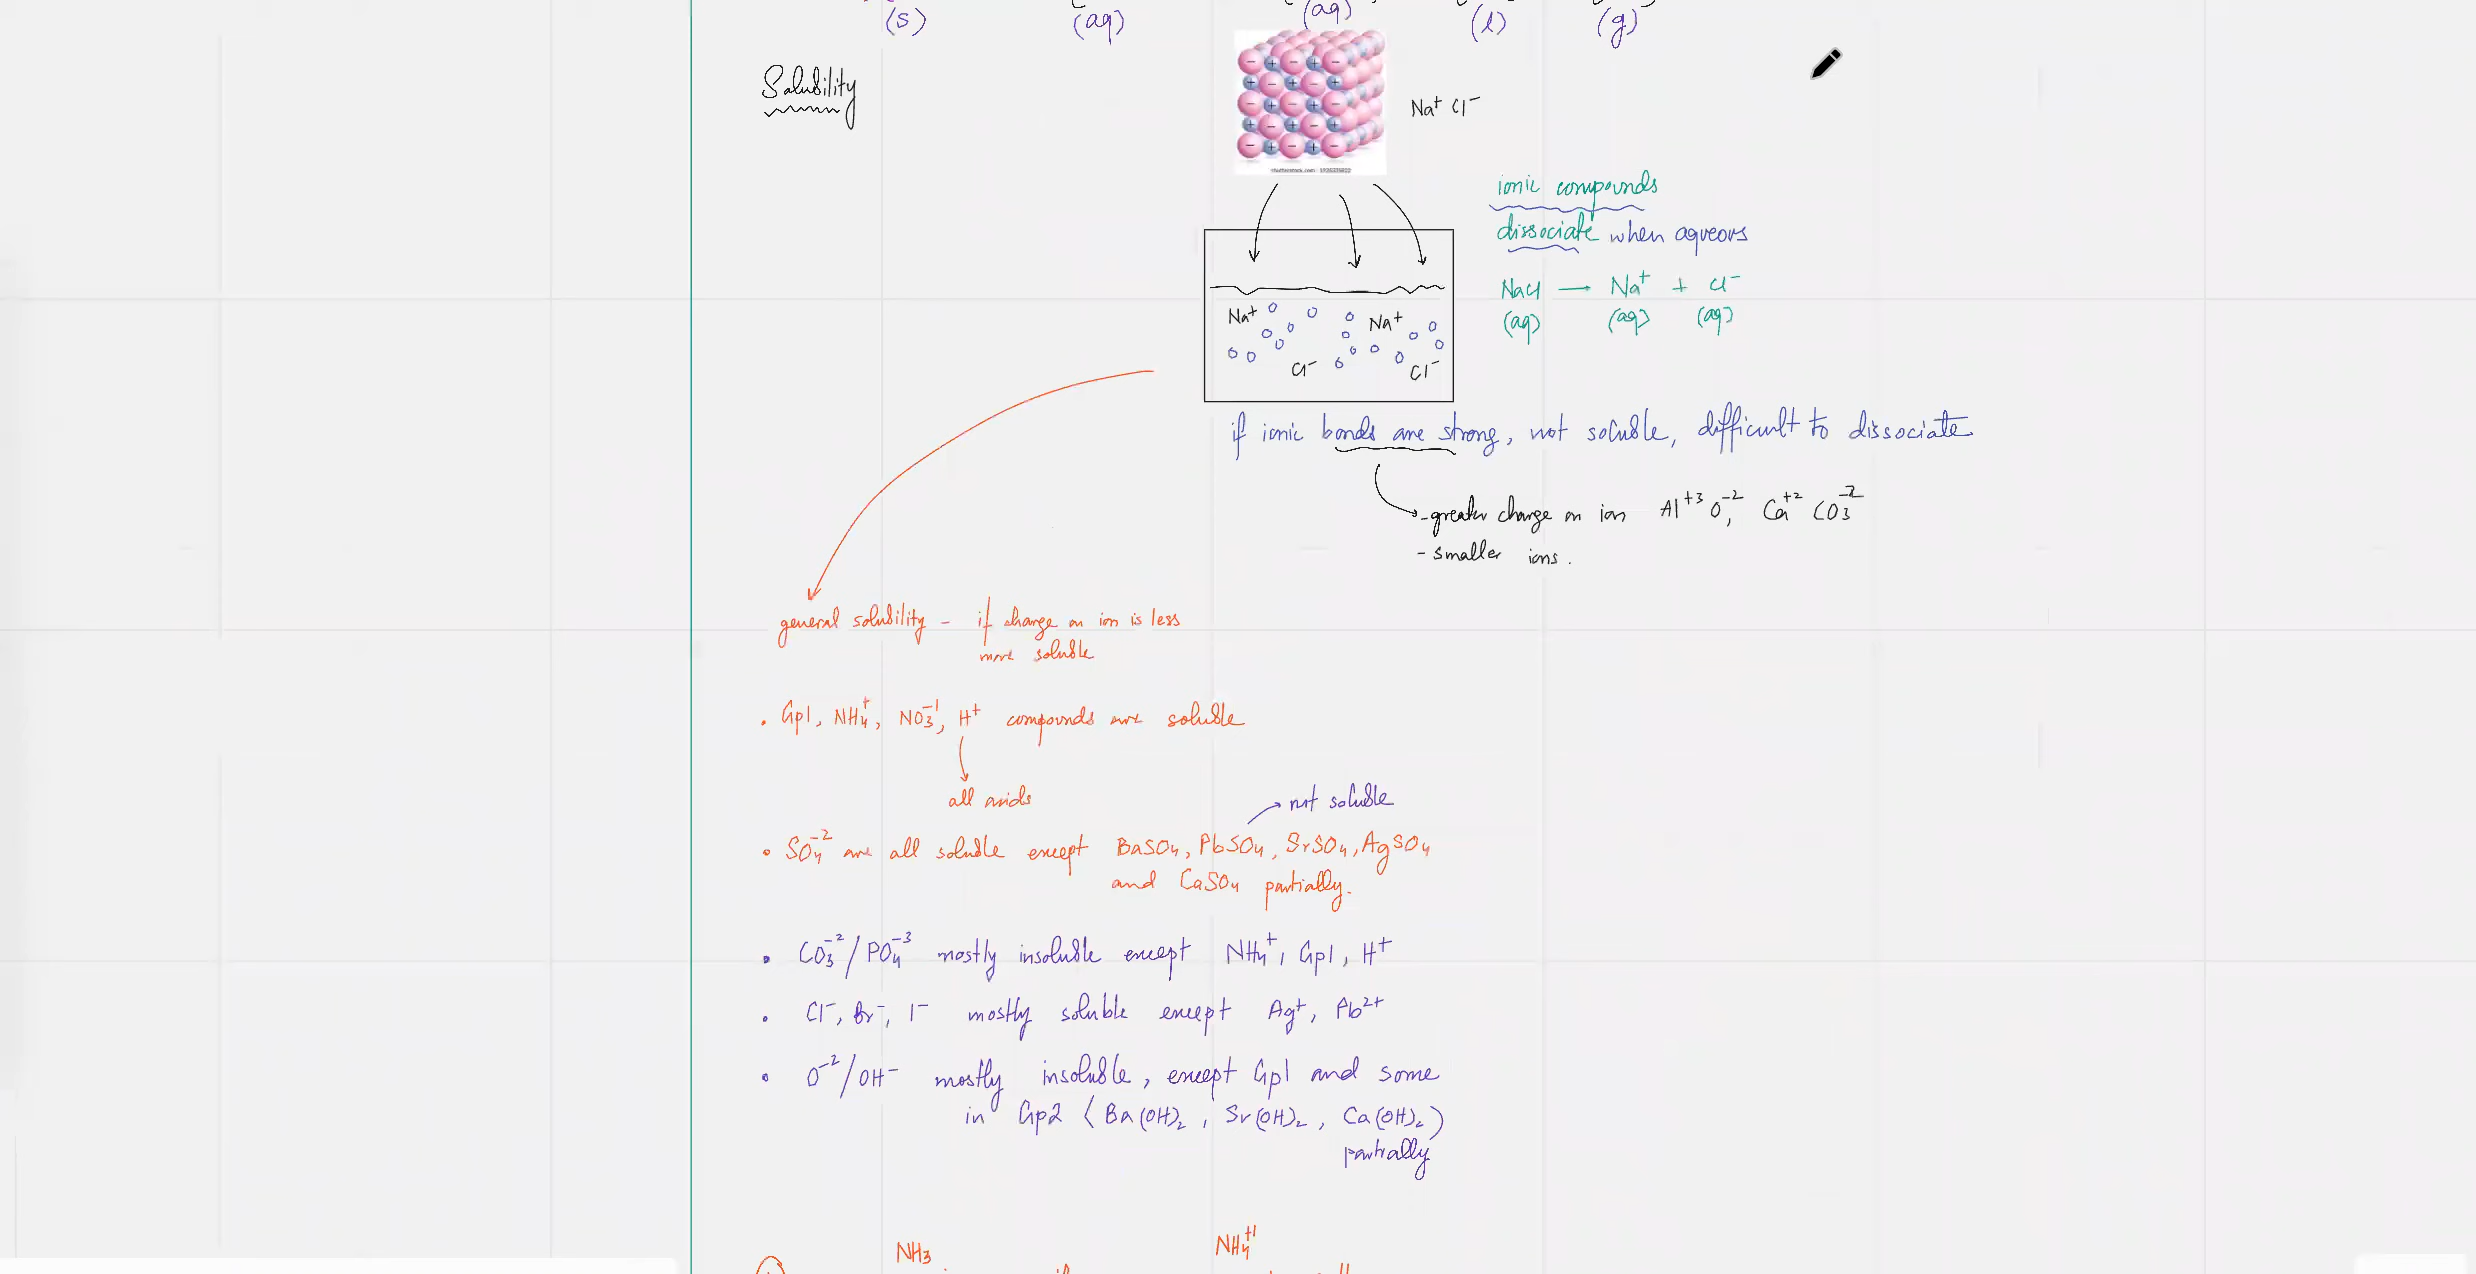 (s) (aq) (aq) (l) (g)
Solubility
- + - + -
+ - + - +
- + - + -
+ - + - +
- + - + -
shutterstock.com · 1926236822
Na⁺ Cl⁻
ionic compounds
dissociate when aqueous
NaCl → Na⁺ + Cl⁻
(aq) (aq) (aq)
Na⁺ Na⁺
Cl⁻ Cl⁻
if ionic bonds are strong, not soluble, difficult to dissociate
- greater charge on ion Al⁺³ O⁻², Ca⁺² CO₃⁻²
- smaller ions.
general solubility - if charge on ion is less
more soluble
• Gp1, NH₄⁺, NO₃⁻¹, H⁺ compounds are soluble
all acids
not soluble
• SO₄⁻² are all soluble except BaSO₄, PbSO₄, SrSO₄, AgSO₄
and CaSO₄ partially.
• CO₃⁻²/PO₄⁻³ mostly insoluble except NH₄⁺, Gp1, H⁺
• Cl⁻, Br⁻, I⁻ mostly soluble except Ag⁺, Pb²⁺
• O⁻²/OH⁻ mostly insoluble, except Gp1 and some
in Gp2 (Ba(OH)₂, Sr(OH)₂, Ca(OH)₂)
partially
NH₃ NH₄⁺¹